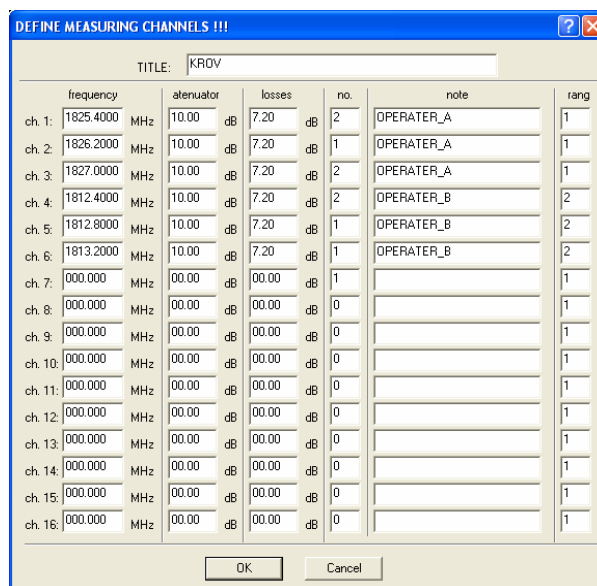 DEFINE MEASURING CHANNELS !!!
TITLE: KROV
frequency atenuator losses no. note rang
ch. 1: 1825.4000 MHz 10.00 dB 7.20 dB 2 OPERATER_A 1
ch. 2: 1826.2000 MHz 10.00 dB 7.20 dB 1 OPERATER_A 1
ch. 3: 1827.0000 MHz 10.00 dB 7.20 dB 2 OPERATER_A 1
ch. 4: 1812.4000 MHz 10.00 dB 7.20 dB 2 OPERATER_B 2
ch. 5: 1812.8000 MHz 10.00 dB 7.20 dB 1 OPERATER_B 2
ch. 6: 1813.2000 MHz 10.00 dB 7.20 dB 1 OPERATER_B 2
ch. 7: 000.000 MHz 00.00 dB 00.00 dB 1 1
ch. 8: 000.000 MHz 00.00 dB 00.00 dB 0 1
ch. 9: 000.000 MHz 00.00 dB 00.00 dB 0 1
ch. 10: 000.000 MHz 00.00 dB 00.00 dB 0 1
ch. 11: 000.000 MHz 00.00 dB 00.00 dB 0 1
ch. 12: 000.000 MHz 00.00 dB 00.00 dB 0 1
ch. 13: 000.000 MHz 00.00 dB 00.00 dB 0 1
ch. 14: 000.000 MHz 00.00 dB 00.00 dB 0 1
ch. 15: 000.000 MHz 00.00 dB 00.00 dB 0 1
ch. 16: 000.000 MHz 00.00 dB 00.00 dB 0 1
OK Cancel